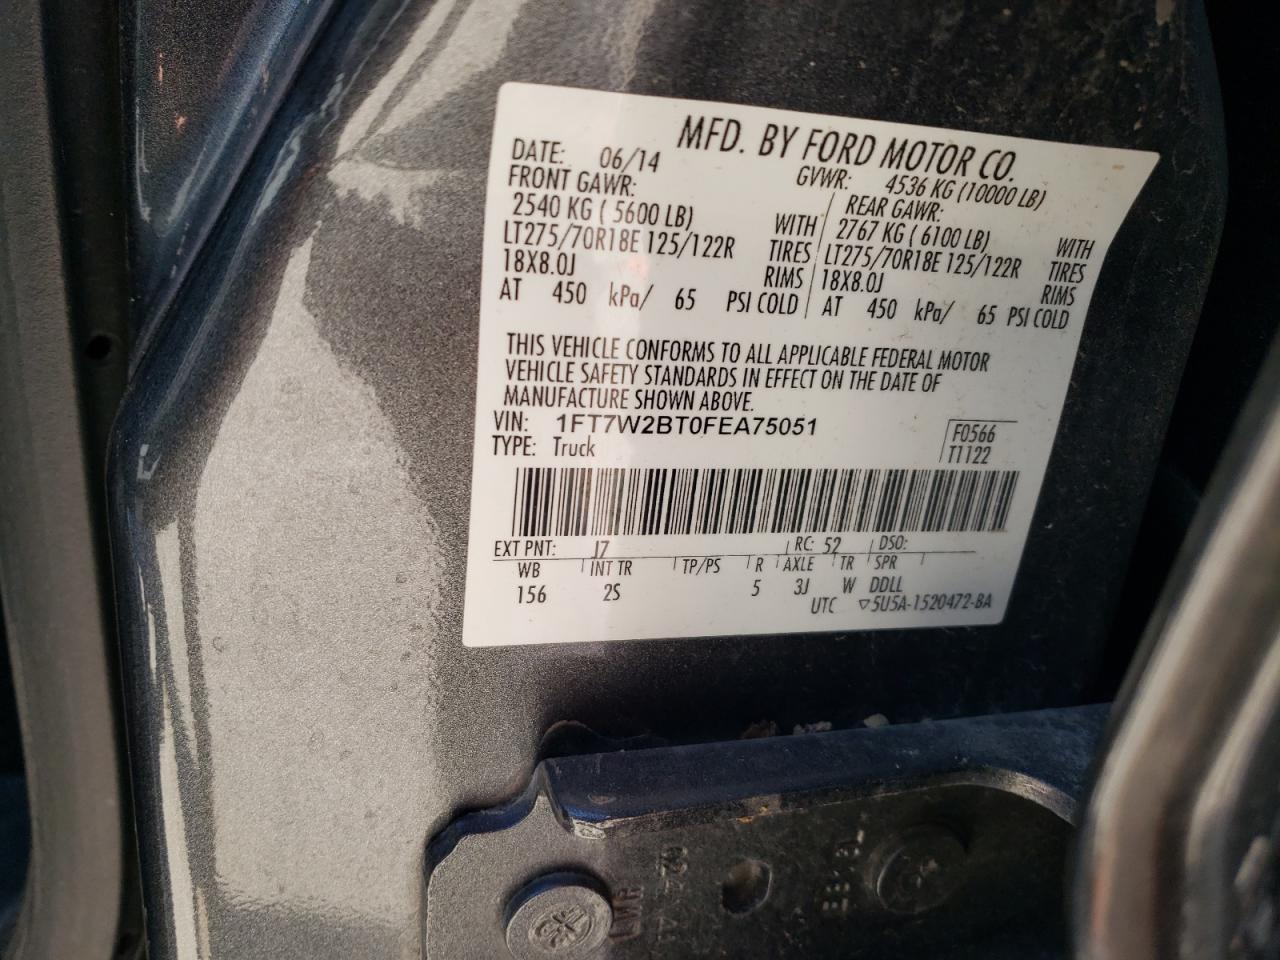 MFD. BY FORD MOTOR CO.
DATE: 06/14 GVWR: 4536 KG (10000 LB)
FRONT GAWR: REAR GAWR:
2540 KG ( 5600 LB) WITH 2767 KG ( 6100 LB) WITH
LT275/70R18E 125/122R TIRES LT275/70R18E 125/122R TIRES
18X8.0J RIMS 18X8.0J RIMS
AT 450 kPa/ 65 PSI COLD AT 450 kPa/ 65 PSI COLD
THIS VEHICLE CONFORMS TO ALL APPLICABLE FEDERAL MOTOR
VEHICLE SAFETY STANDARDS IN EFFECT ON THE DATE OF
MANUFACTURE SHOWN ABOVE.
VIN: 1FT7W2BT0FEA75051 F0566
TYPE: Truck T1122
EXT PNT: J7 RC: 52 DSO:
WB INT TR TP/PS R AXLE TR SPR
156 2S 5 3J W DDLL
UTC ▽5U5A-1520472-BA